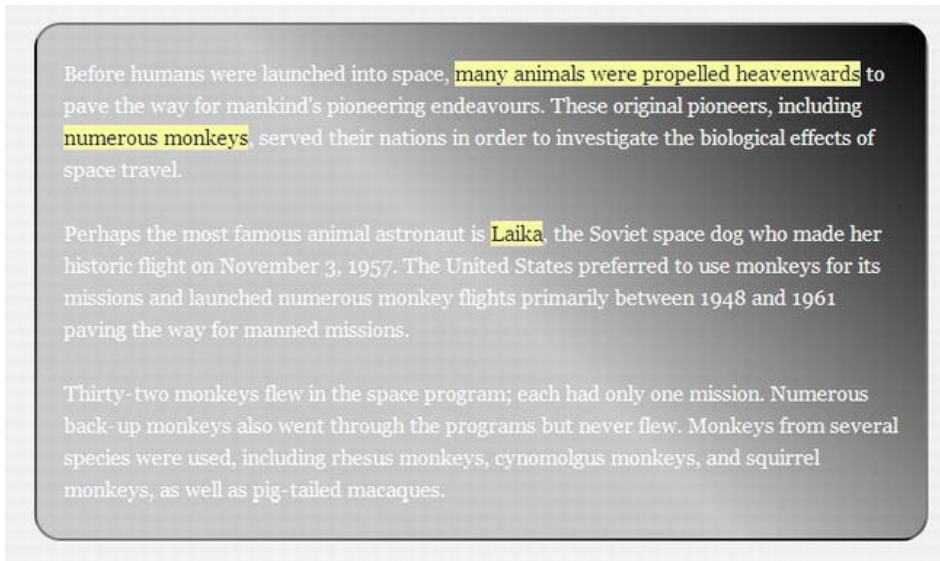 Before humans were launched into space, many animals were propelled heavenwards to
pave the way for mankind's pioneering endeavours. These original pioneers, including
numerous monkeys, served their nations in order to investigate the biological effects of
space travel.
Perhaps the most famous animal astronaut is Laika, the Soviet space dog who made her
historic flight on November 3, 1957. The United States preferred to use monkeys for its
missions and launched numerous monkey flights primarily between 1948 and 1961
paving the way for manned missions.
Thirty-two monkeys flew in the space program; each had only one mission. Numerous
back-up monkeys also went through the programs but never flew. Monkeys from several
species were used, including rhesus monkeys, cynomolgus monkeys, and squirrel
monkeys, as well as pig-tailed macaques.